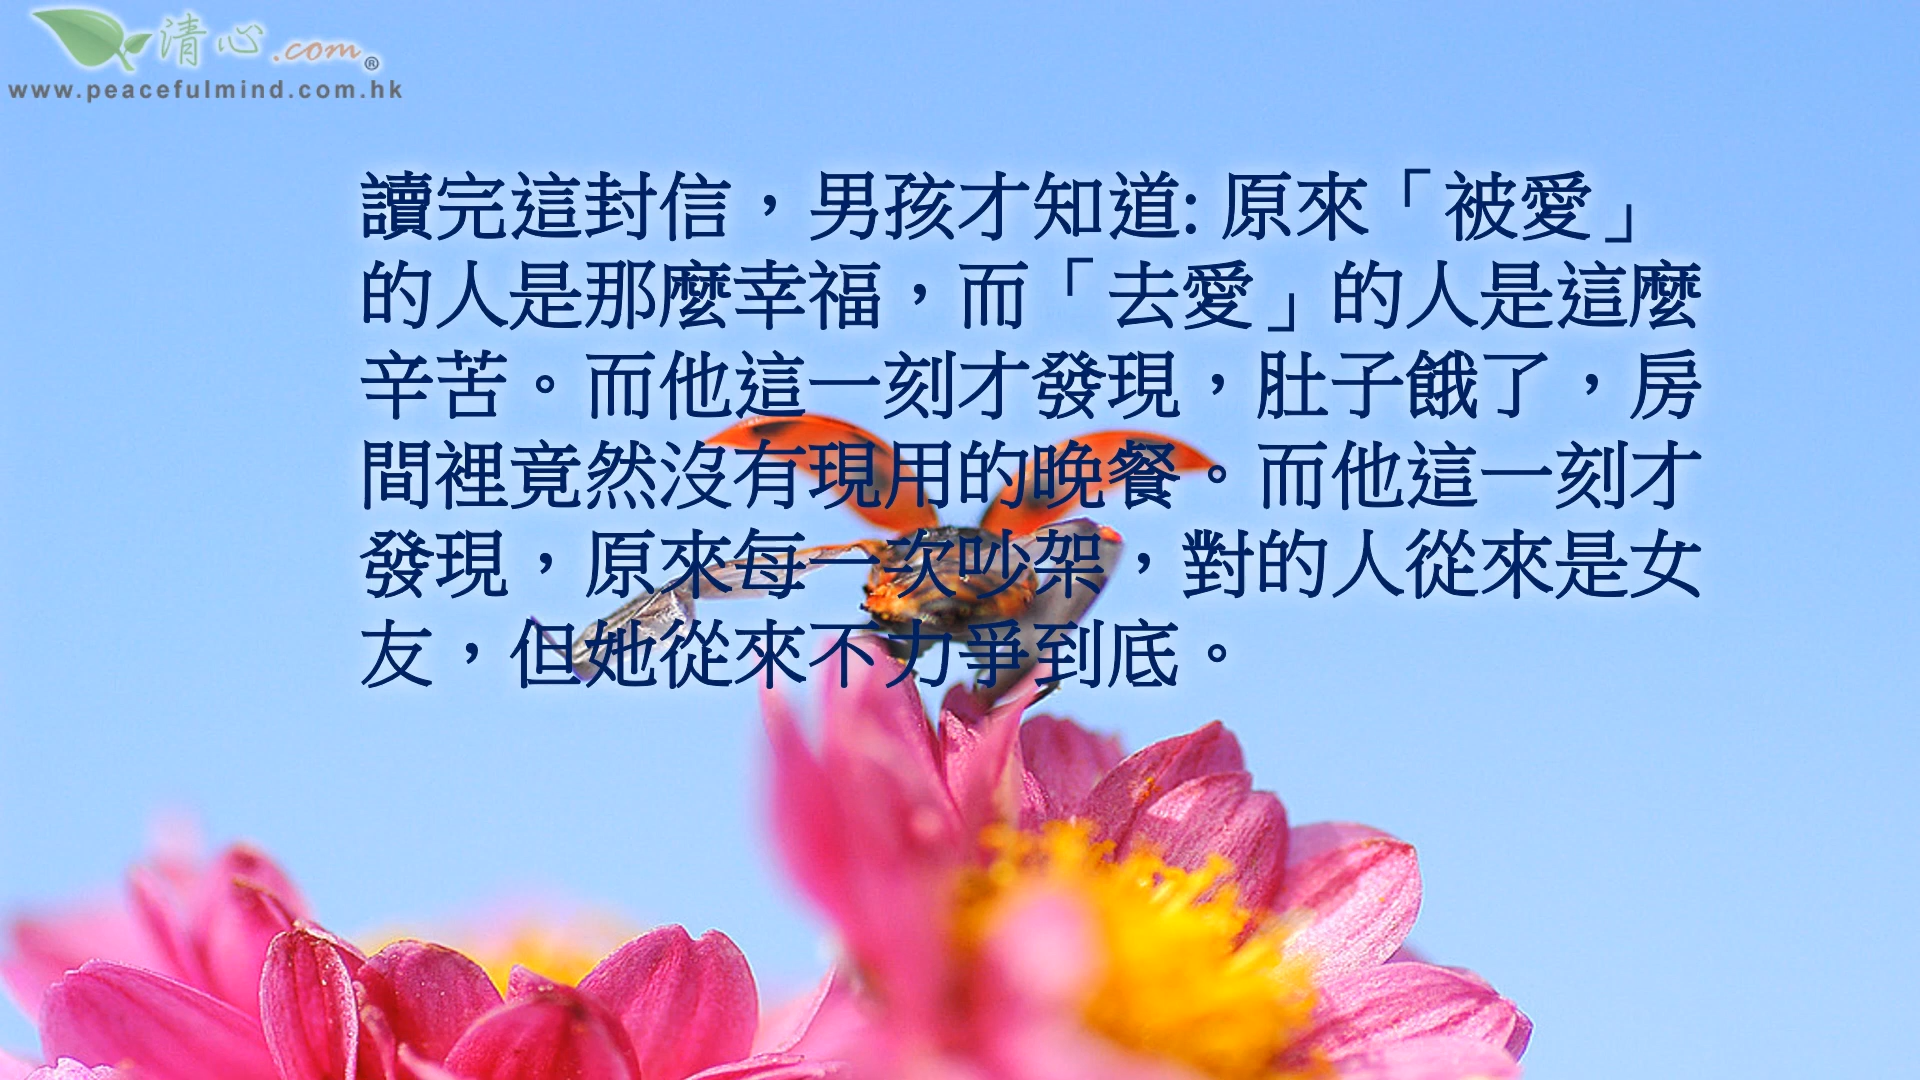 清心.com®
www.peacefulmind.com.hk
讀完這封信，男孩才知道: 原來「被愛」
的人是那麼幸福，而「去愛」的人是這麼
辛苦。而他這一刻才發現，肚子餓了，房
間裡竟然沒有現用的晚餐。而他這一刻才
發現，原來每一次吵架，對的人從來是女
友，但她從來不力爭到底。